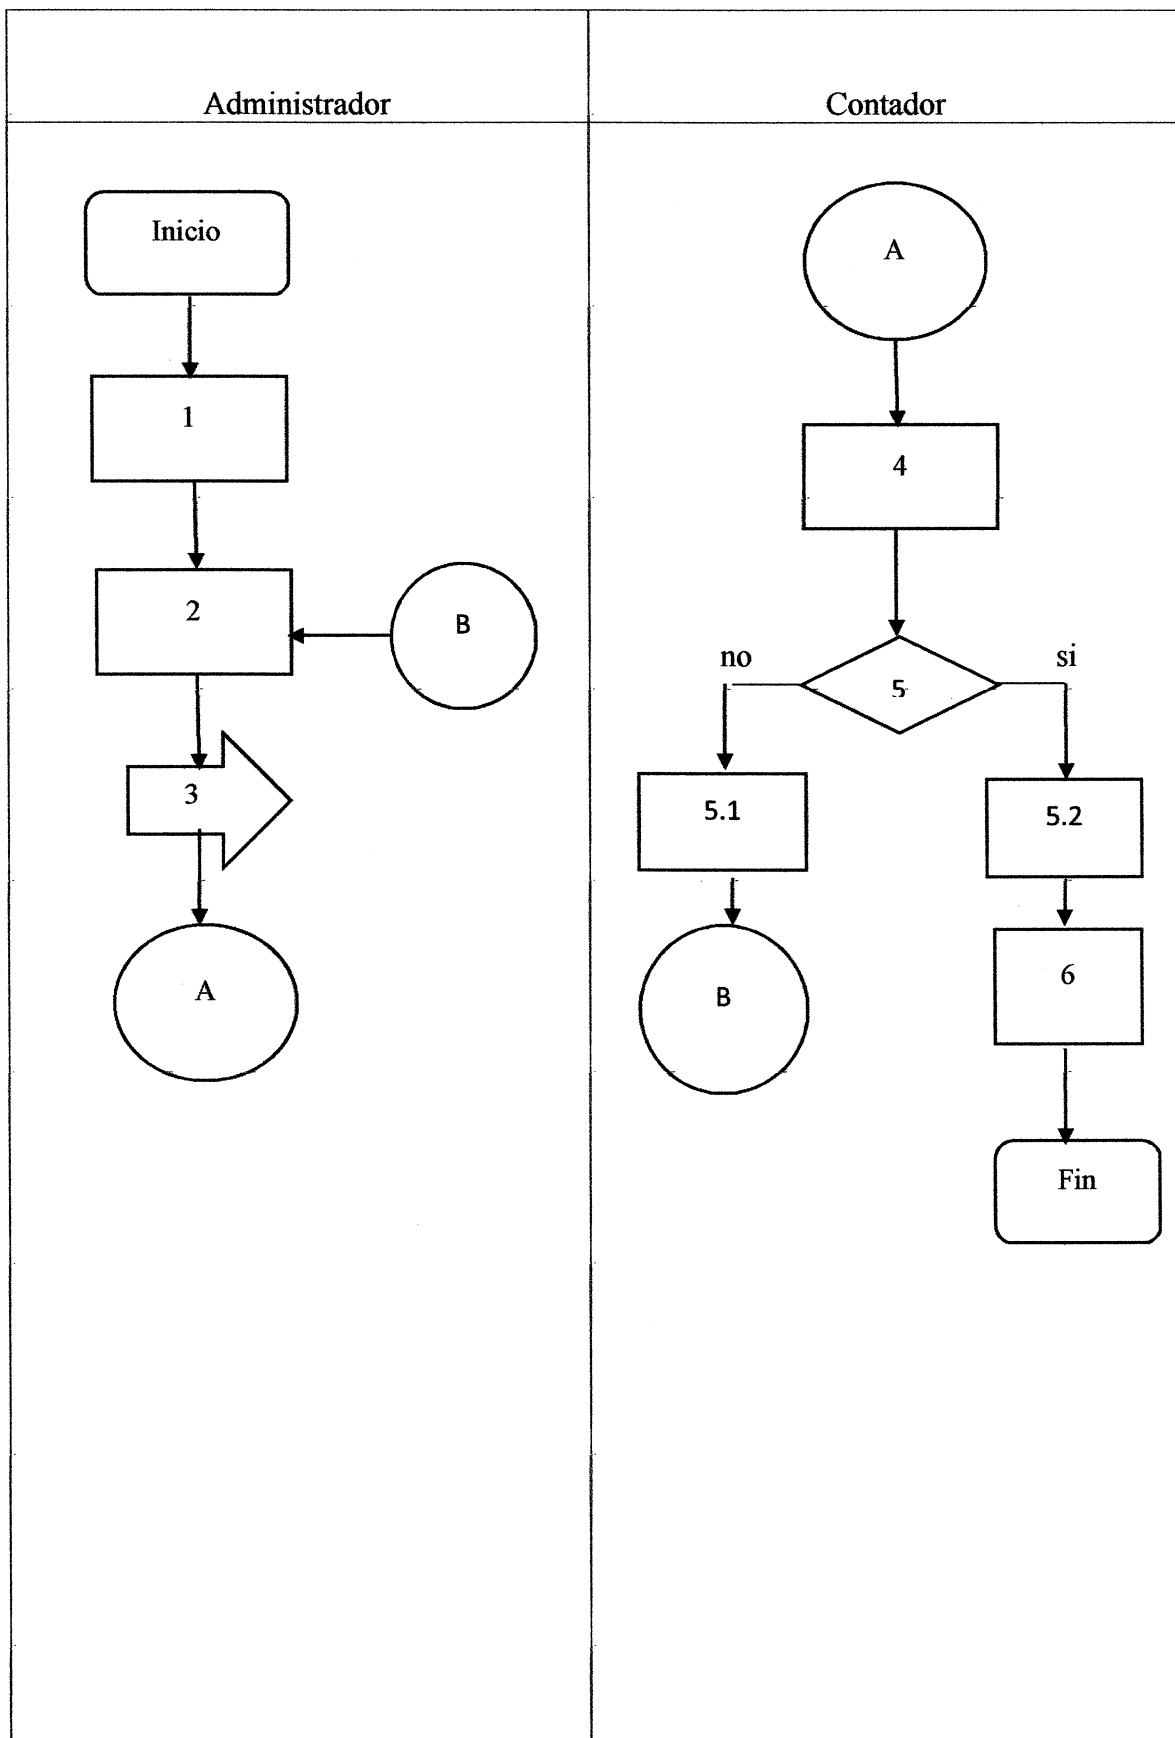 Administrador
Contador
Inicio
1
2
B
3
A
A
4
no
5
si
5.1
5.2
B
6
Fin